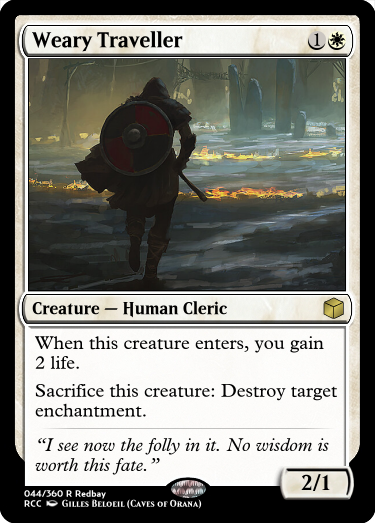 Weary Traveller 1
Creature — Human Cleric
When this creature enters, you gain
2 life.
Sacrifice this creature: Destroy target
enchantment.
“I see now the folly in it. No wisdom is
worth this fate.”
2/1
044/360 R Redbay
RCC Gilles Beloeil (Caves of Orana)